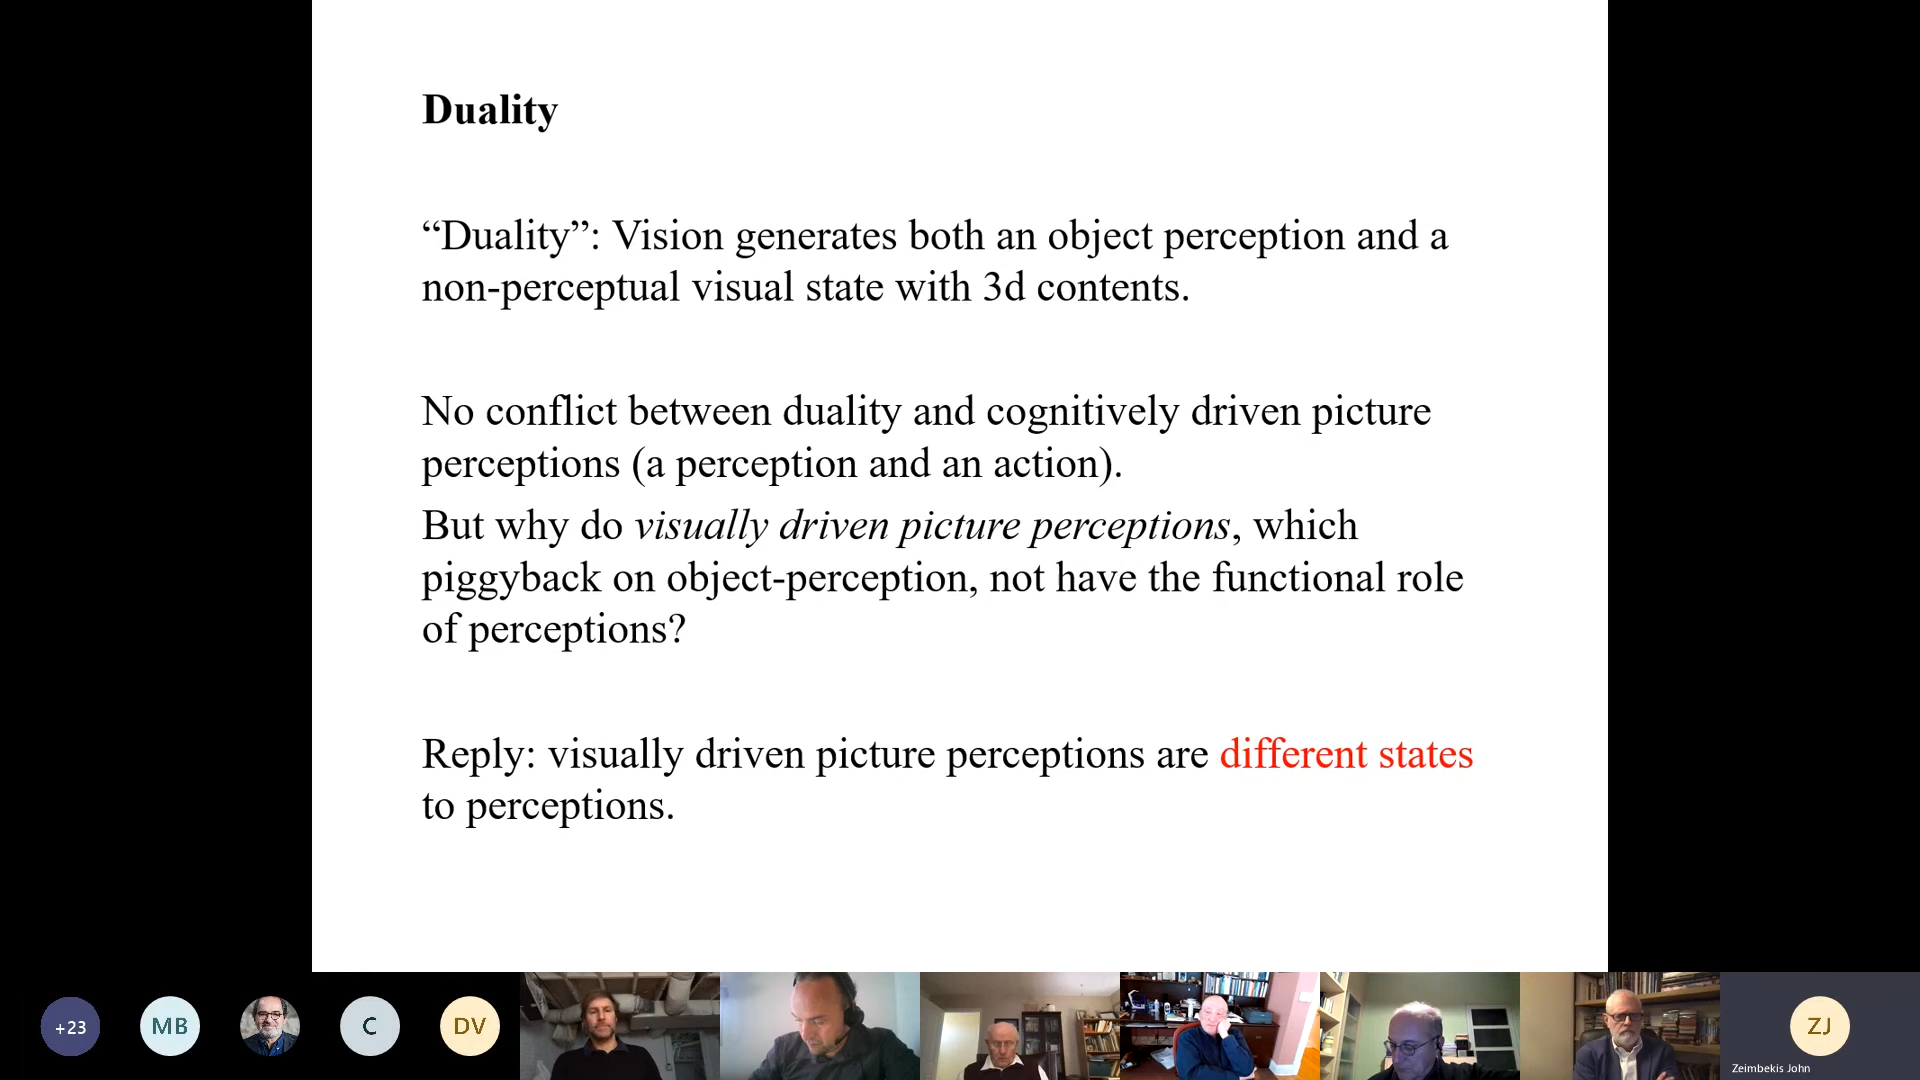 Duality
“Duality”: Vision generates both an object perception and a
non-perceptual visual state with 3d contents.
No conflict between duality and cognitively driven picture
perceptions (a perception and an action).
But why do visually driven picture perceptions, which
piggyback on object-perception, not have the functional role
of perceptions?
Reply: visually driven picture perceptions are different states
to perceptions.
+23
MB
C
DV
ZJ
Zeimbekis John